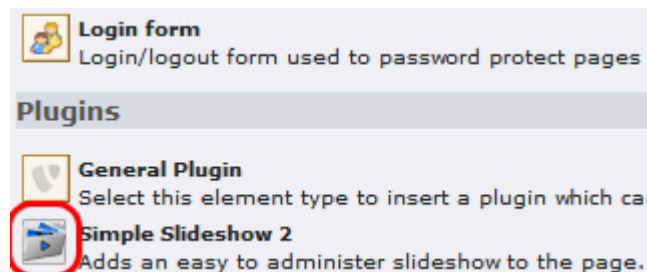 Login form
Login/logout form used to password protect pages
Plugins
General Plugin
Select this element type to insert a plugin which
Simple Slideshow 2
Adds an easy to administer slideshow to the page.